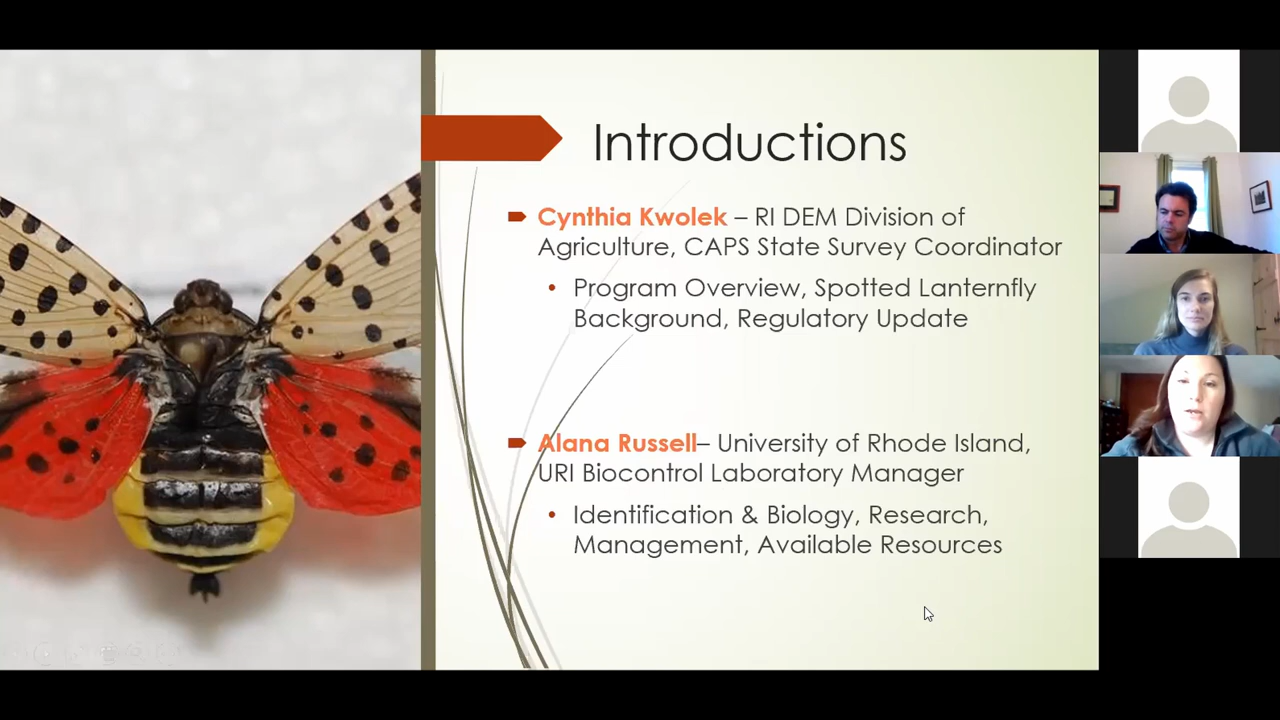 Introductions
Cynthia Kwolek – RI DEM Division of
Agriculture, CAPS State Survey Coordinator
Program Overview, Spotted Lanternfly
Background, Regulatory Update
Alana Russell– University of Rhode Island,
URI Biocontrol Laboratory Manager
Identification & Biology, Research,
Management, Available Resources